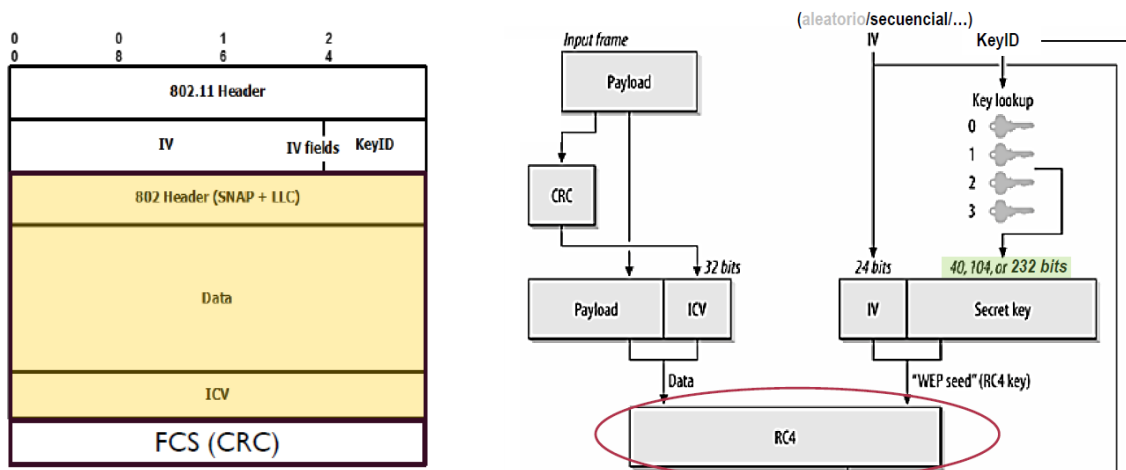 0 0 1 2
0 8 6 4
802.11 Header
IV IV fields KeyID
802 Header (SNAP + LLC)
Data
ICV
FCS (CRC)
(aleatorio/secuencial/...)
Input frame
IV
KeyID
Payload
Key lookup
0
1
2
3
CRC
32 bits
24 bits
40, 104, or 232 bits
Payload
ICV
IV
Secret key
Data
"WEP seed" (RC4 key)
RC4